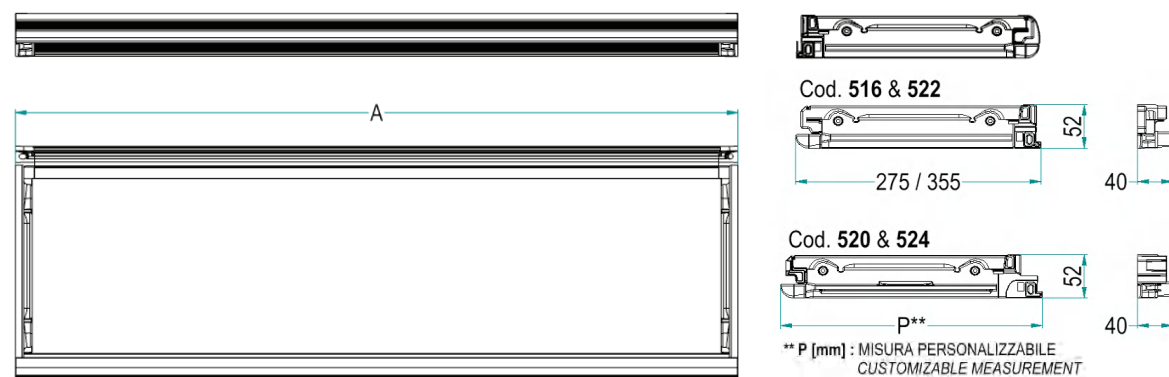 A
Cod. 516 & 522
52
275 / 355
40
Cod. 520 & 524
52
P**
40
** P [mm] : MISURA PERSONALIZZABILE
CUSTOMIZABLE MEASUREMENT